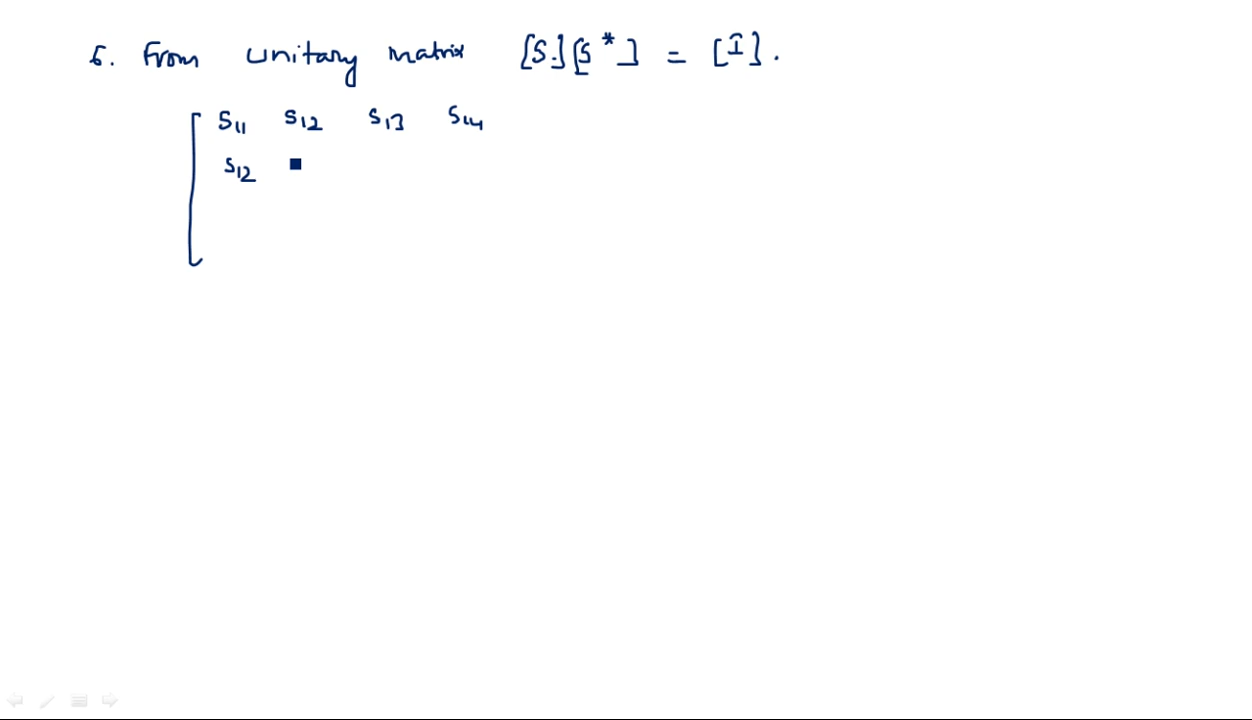 5. From unitary matrix [S.][S*] = [I].
S11 S12 S13 S14
S12